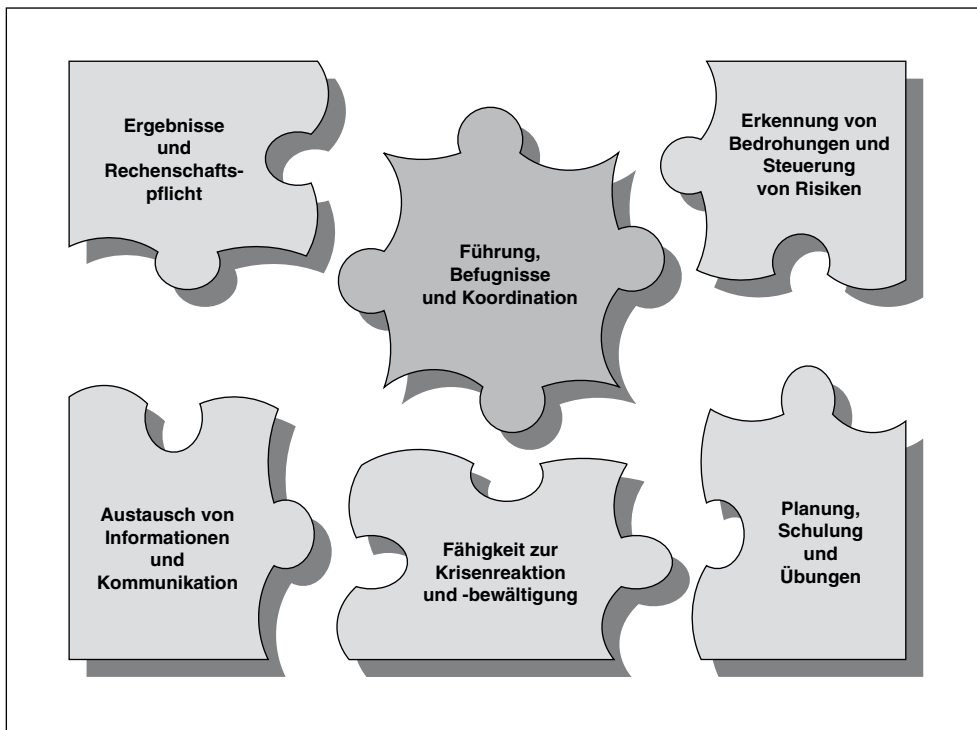 Ergebnisse
und
Rechenschafts-
pflicht
Führung,
Befugnisse
und Koordination
Erkennung von
Bedrohungen und
Steuerung
von Risiken
Austausch von
Informationen
und
Kommunikation
Fähigkeit zur
Krisenreaktion
und -bewältigung
Planung,
Schulung
und
Übungen